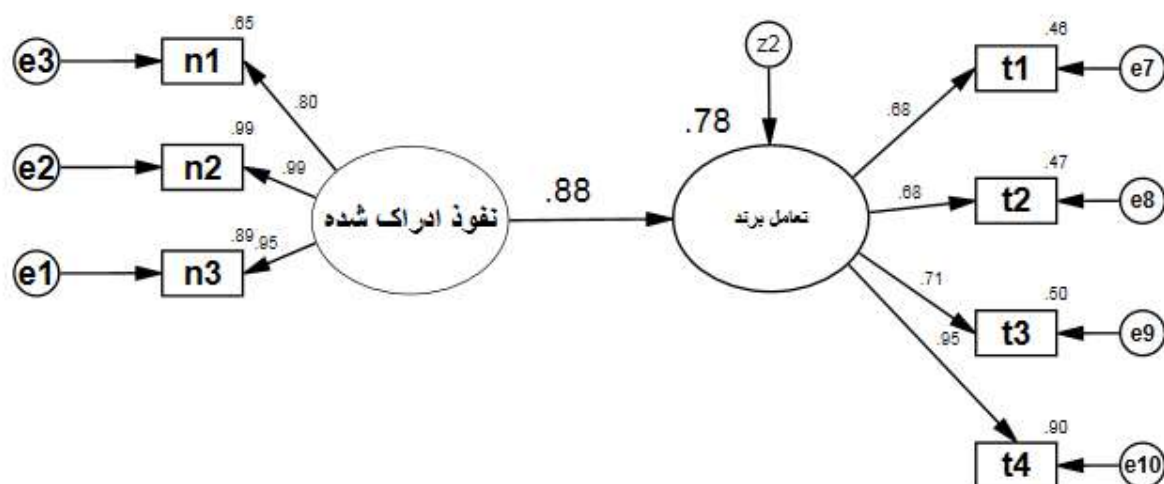 .65
e3
n1
.80
.99
e2
n2
.99
.89
.95
e1
n3
نفوذ ادراک شده
.88
z2
.78
تعامل برند
.46
.68
t1
e7
.47
.68
t2
e8
.71
.50
t3
e9
.95
.90
t4
e10